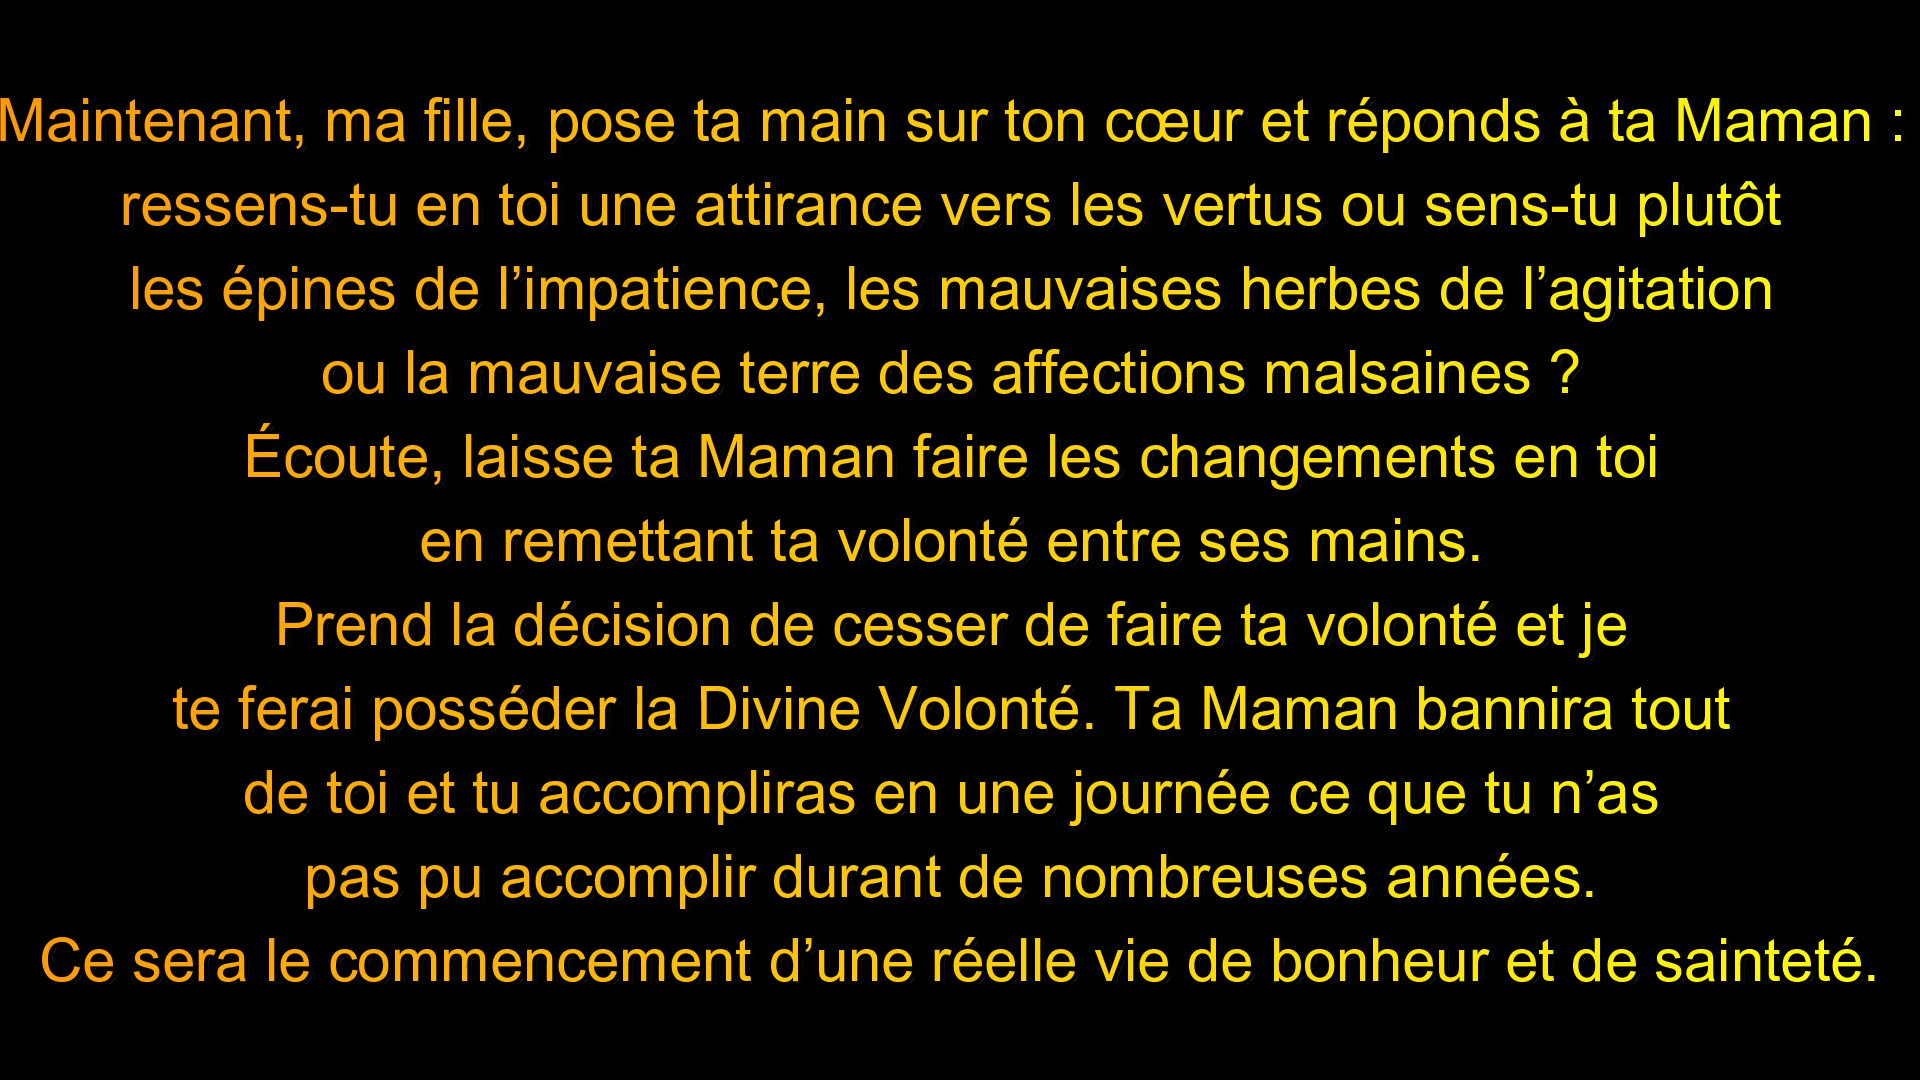 Maintenant, ma fille, pose ta main sur ton cœur et réponds à ta Maman :
ressens-tu en toi une attirance vers les vertus ou sens-tu plutôt
les épines de l’impatience, les mauvaises herbes de l’agitation
ou la mauvaise terre des affections malsaines ?
Écoute, laisse ta Maman faire les changements en toi
en remettant ta volonté entre ses mains.
Prend la décision de cesser de faire ta volonté et je
te ferai posséder la Divine Volonté. Ta Maman bannira tout
de toi et tu accompliras en une journée ce que tu n’as
pas pu accomplir durant de nombreuses années.
Ce sera le commencement d’une réelle vie de bonheur et de sainteté.